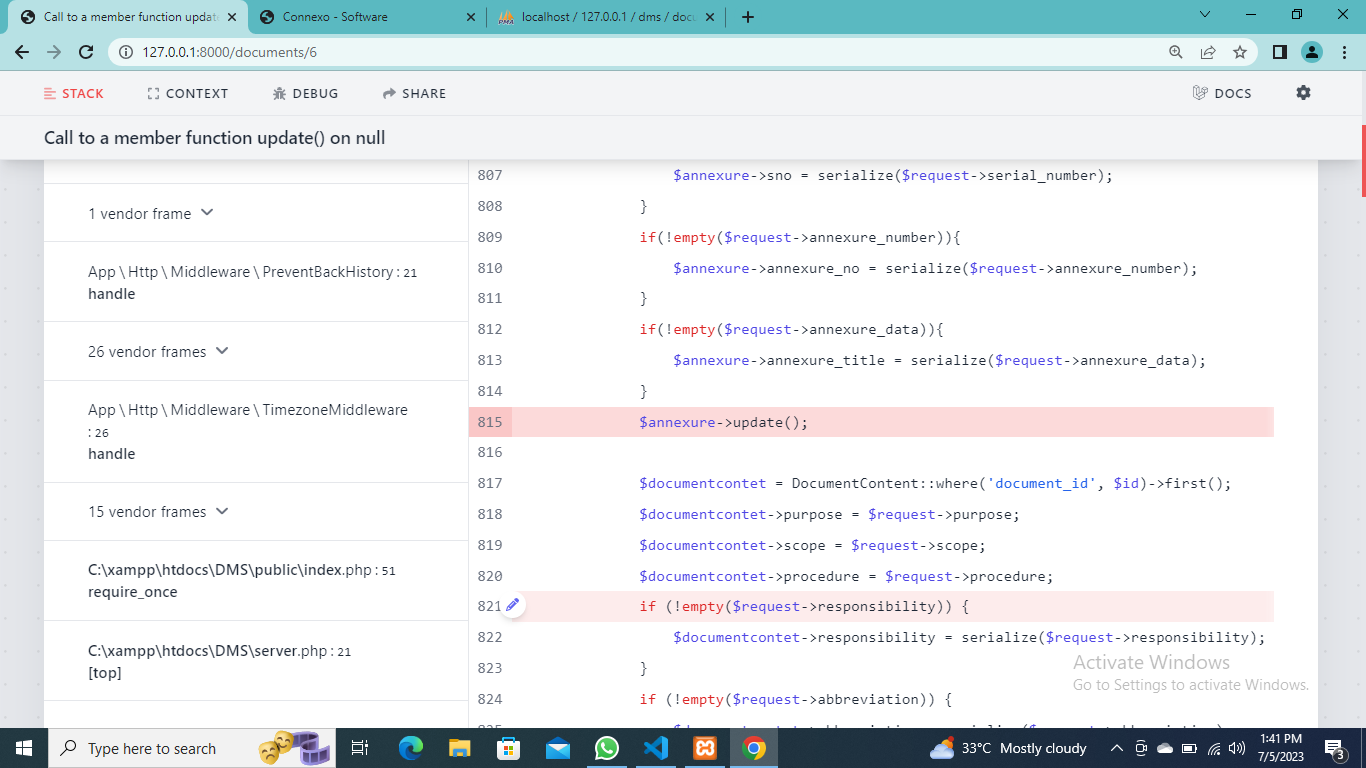 Call to a member function updat
Connexo - Software
localhost / 127.0.0.1 / dms / docu
127.0.0.1:8000/documents/6
STACK
CONTEXT
DEBUG
SHARE
DOCS
Call to a member function update() on null
1 vendor frame
App \ Http \ Middleware \ PreventBackHistory : 21
handle
26 vendor frames
App \ Http \ Middleware \ TimezoneMiddleware
: 26
handle
15 vendor frames
C:\xampp\htdocs\DMS\public\index.php : 51
require_once
C:\xampp\htdocs\DMS\server.php : 21
[top]
807 $annexure->sno = serialize($request->serial_number);
808 }
809 if(!empty($request->annexure_number)){
810 $annexure->annexure_no = serialize($request->annexure_number);
811 }
812 if(!empty($request->annexure_data)){
813 $annexure->annexure_title = serialize($request->annexure_data);
814 }
815 $annexure->update();
816
817 $documentcontet = DocumentContent::where('document_id', $id)->first();
818 $documentcontet->purpose = $request->purpose;
819 $documentcontet->scope = $request->scope;
820 $documentcontet->procedure = $request->procedure;
821 if (!empty($request->responsibility)) {
822 $documentcontet->responsibility = serialize($request->responsibility);
823 }
824 if (!empty($request->abbreviation)) {
Activate Windows
Go to Settings to activate Windows.
Type here to search
33°C Mostly cloudy
1:41 PM
7/5/2023
3